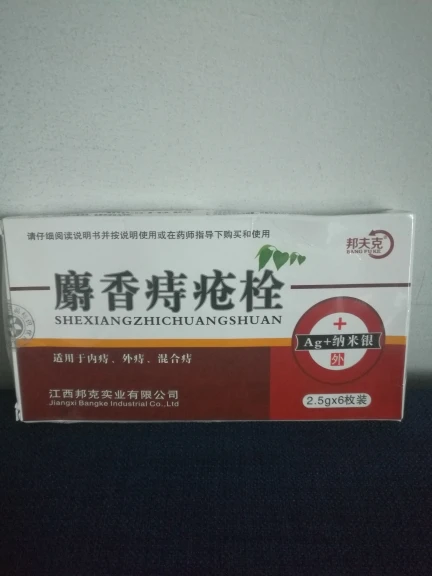 请仔细阅读说明书并按说明使用或在药师指导下购买和使用
邦夫克
BANG FU KE
麝香痔疮栓
SHEXIANGZHICHUANGSHUAN
Ag+纳米银
外
适用于内痔、外痔、混合痔
江西邦克实业有限公司
Jiangxi Bangke Industrial Co.,Ltd
2.5gx6枚装